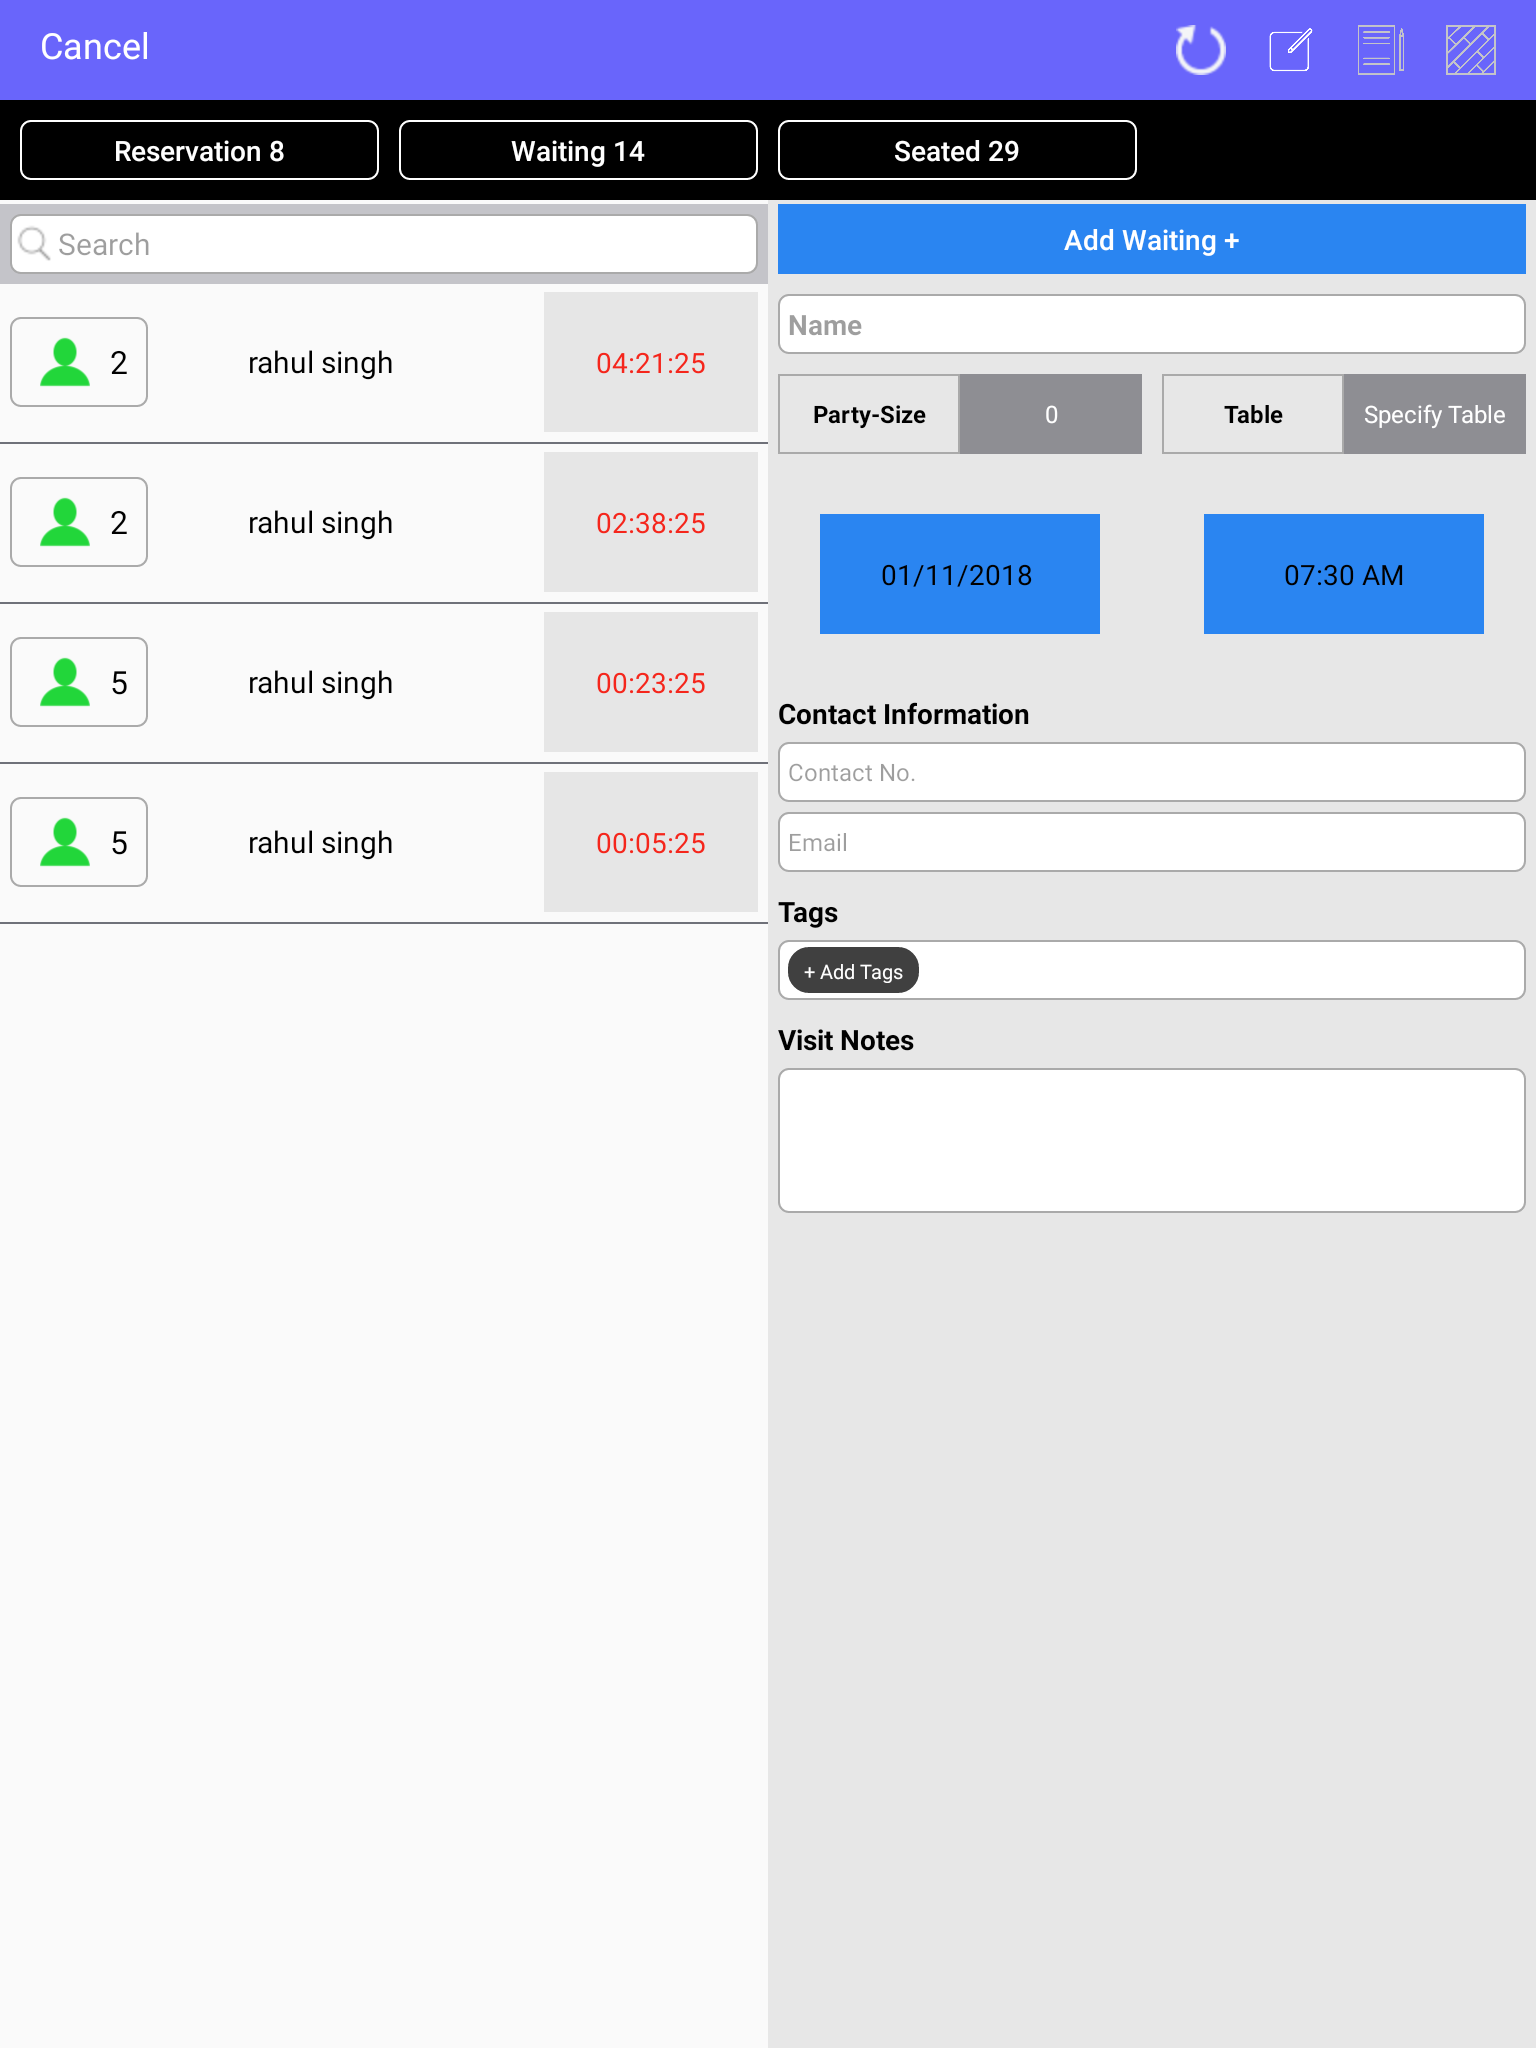 Cancel
Reservation 8
Waiting 14
Seated 29
Search
2 rahul singh 04:21:25
2 rahul singh 02:38:25
5 rahul singh 00:23:25
5 rahul singh 00:05:25
Add Waiting +
Name
Party-Size 0 Table Specify Table
01/11/2018 07:30 AM
Contact Information
Contact No.
Email
Tags
+ Add Tags
Visit Notes